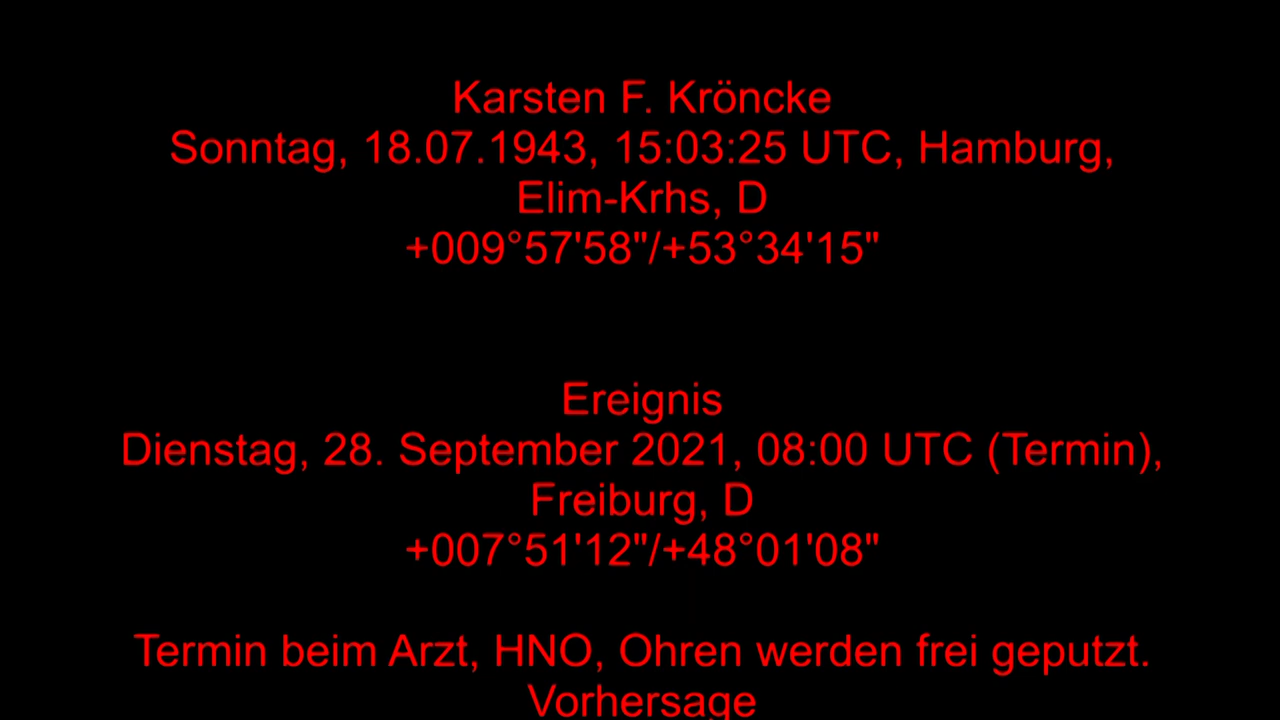 Karsten F. Kröncke
Sonntag, 18.07.1943, 15:03:25 UTC, Hamburg,
Elim-Krhs, D
+009°57'58"/+53°34'15"
Ereignis
Dienstag, 28. September 2021, 08:00 UTC (Termin),
Freiburg, D
+007°51'12"/+48°01'08"
Termin beim Arzt, HNO, Ohren werden frei geputzt.
Vorhersage